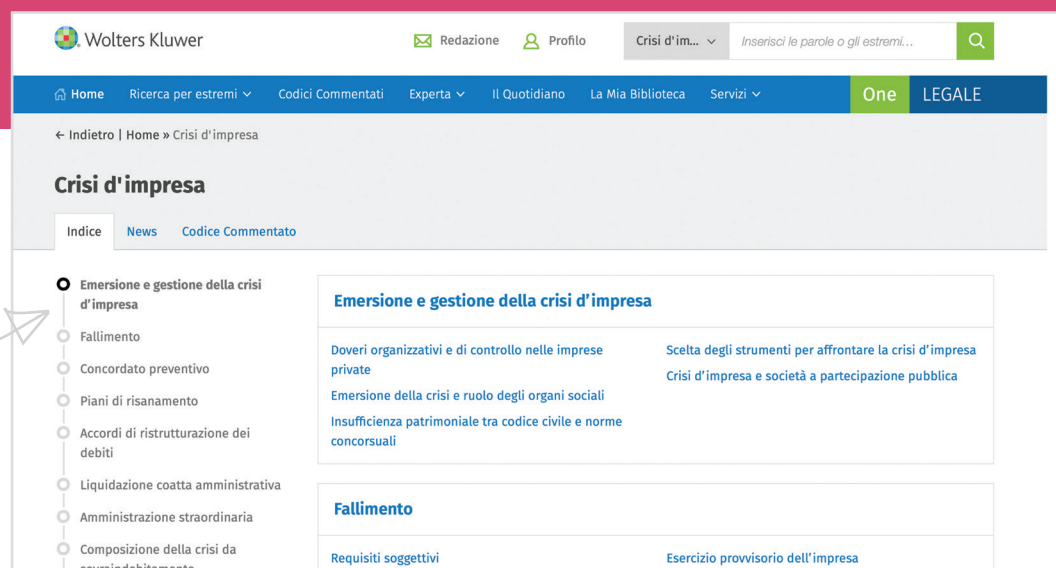 Wolters Kluwer
Redazione
Profilo
Crisi d'im...
Inserisci le parole o gli estremi...
Home
Ricerca per estremi
Codici Commentati
Experta
Il Quotidiano
La Mia Biblioteca
Servizi
One
LEGALE
← Indietro | Home » Crisi d'impresa
Crisi d'impresa
Indice
News
Codice Commentato
Emersione e gestione della crisi
d'impresa
Fallimento
Concordato preventivo
Piani di risanamento
Accordi di ristrutturazione dei
debiti
Liquidazione coatta amministrativa
Amministrazione straordinaria
Composizione della crisi da
sovraindebitamento
Emersione e gestione della crisi d'impresa
Doveri organizzativi e di controllo nelle imprese
private
Emersione della crisi e ruolo degli organi sociali
Insufficienza patrimoniale tra codice civile e norme
concorsuali
Scelta degli strumenti per affrontare la crisi d'impresa
Crisi d'impresa e società a partecipazione pubblica
Fallimento
Requisiti soggettivi
Esercizio provvisorio dell'impresa